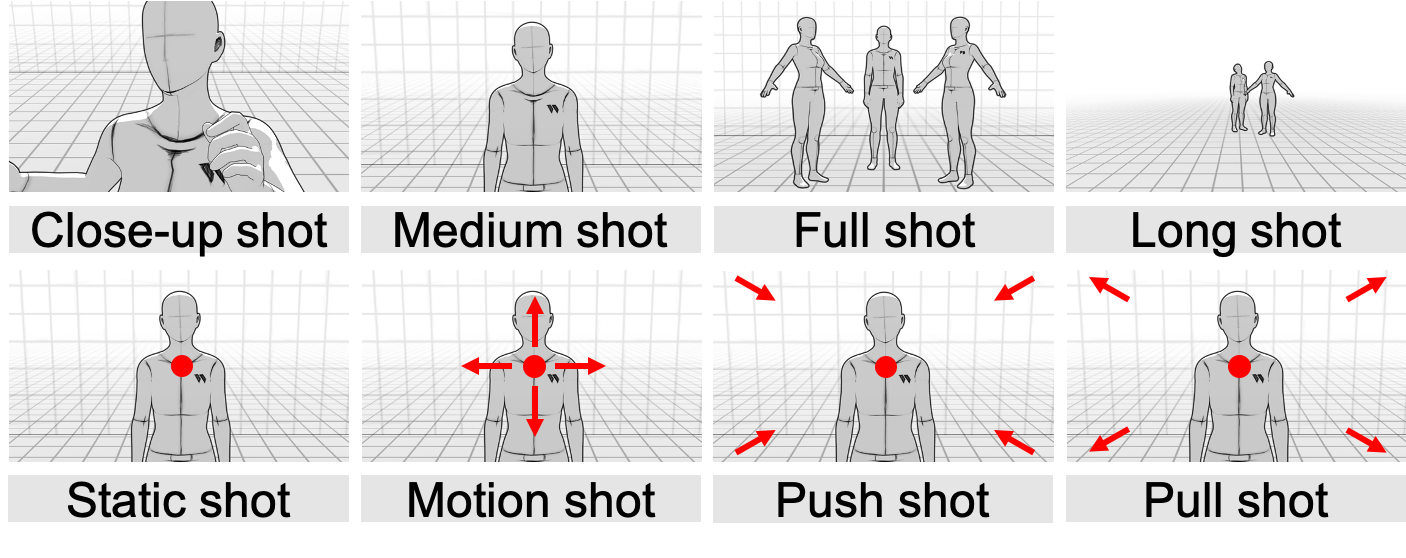 Close-up shot
Medium shot
Full shot
Long shot
Static shot
Motion shot
Push shot
Pull shot